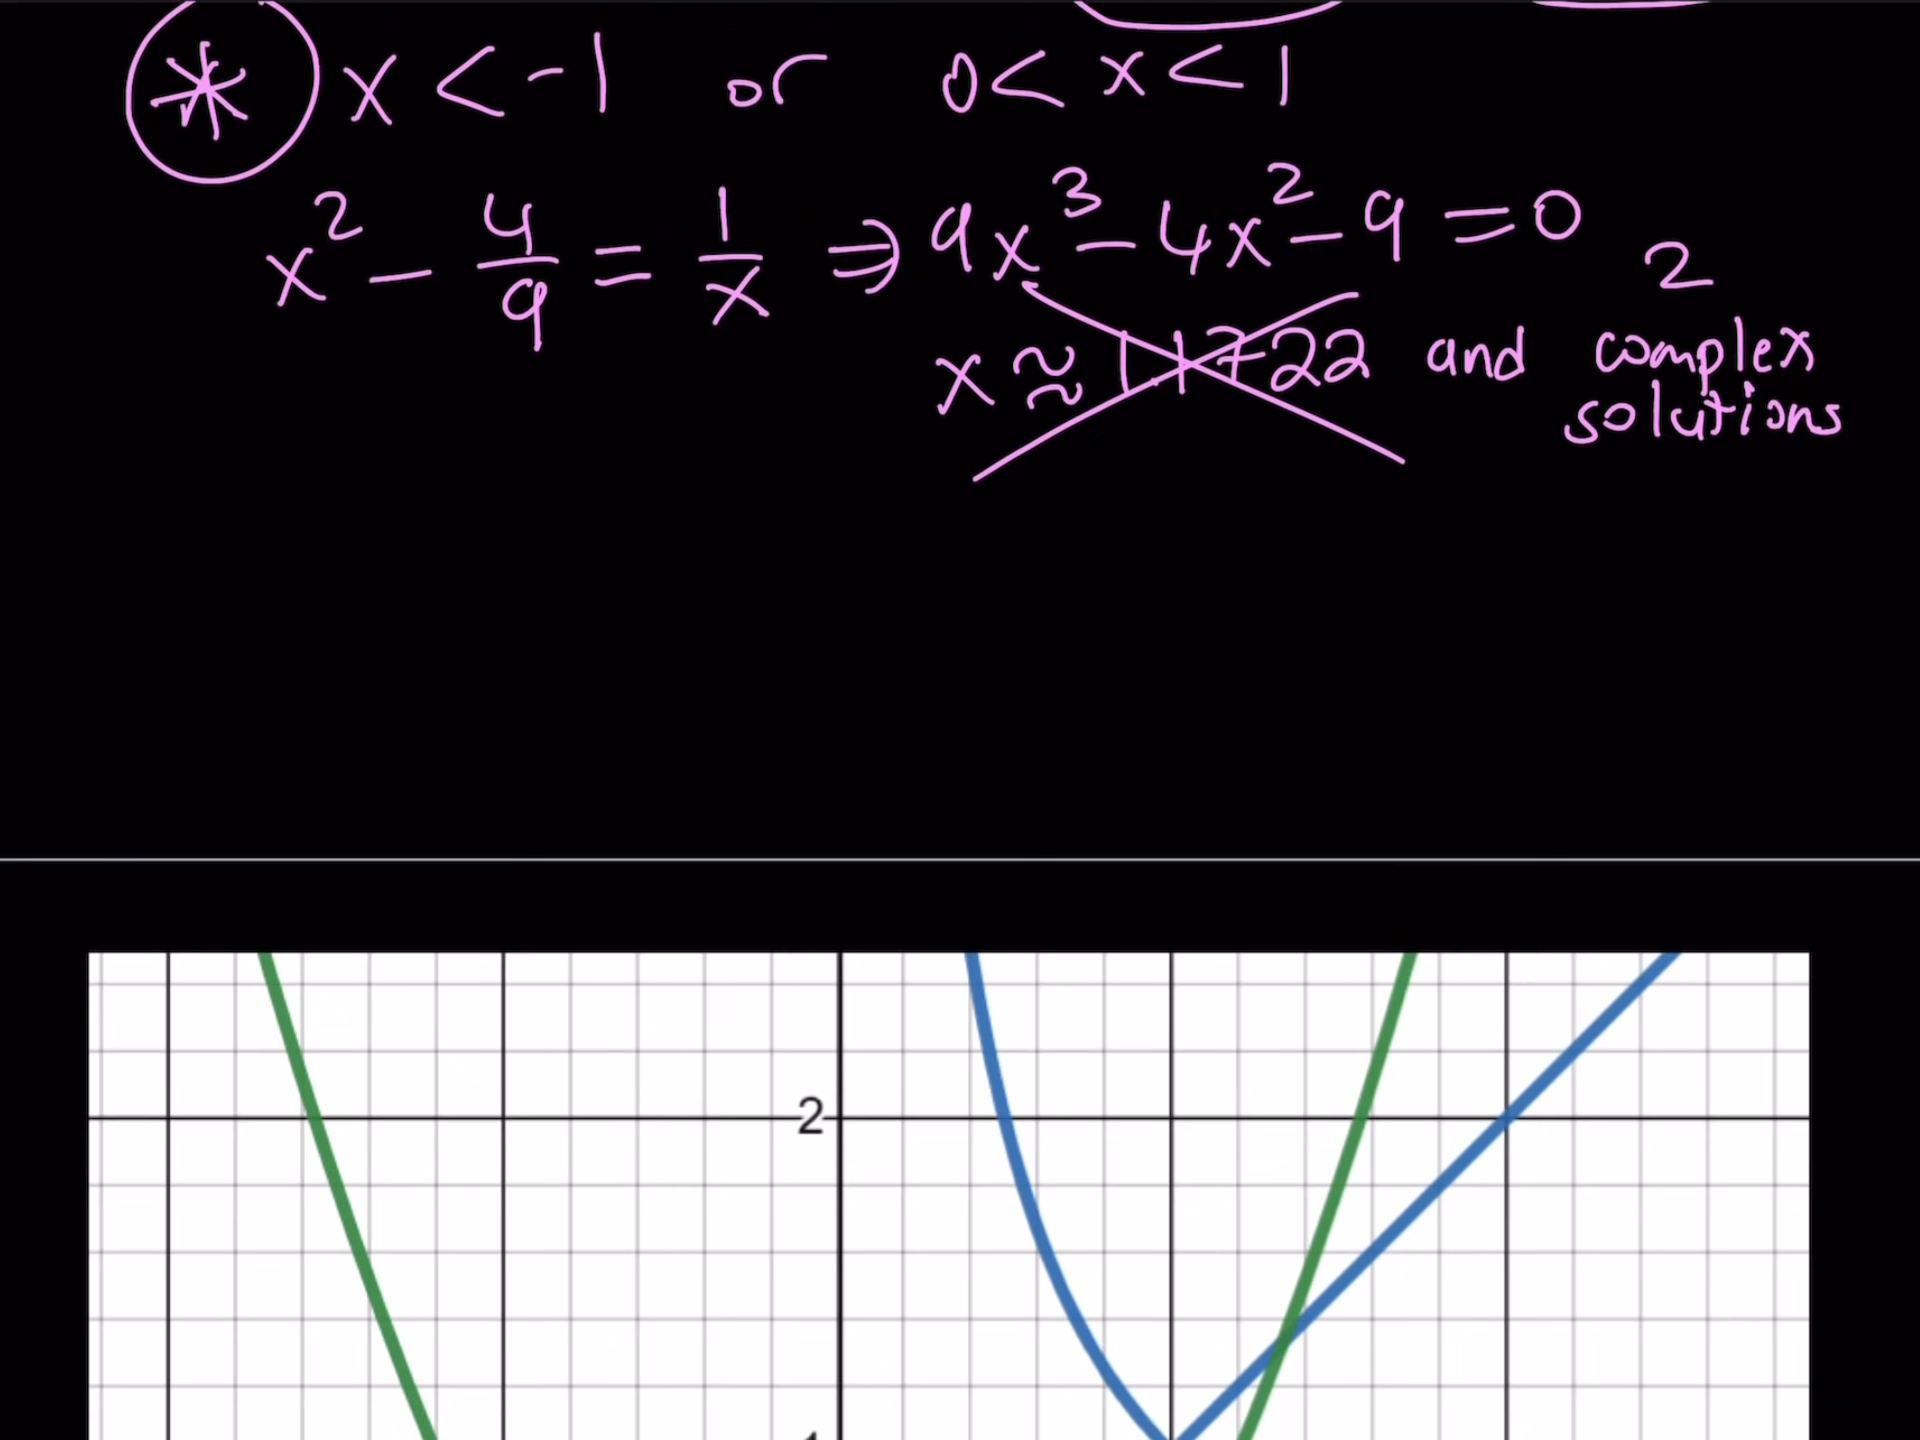 * x < -1 or 0 < x < 1
x² - 4/9 = 1/x ⇒ 9x³ - 4x² - 9 = 0
x ≈ 1.1722 and 2 complex solutions
2